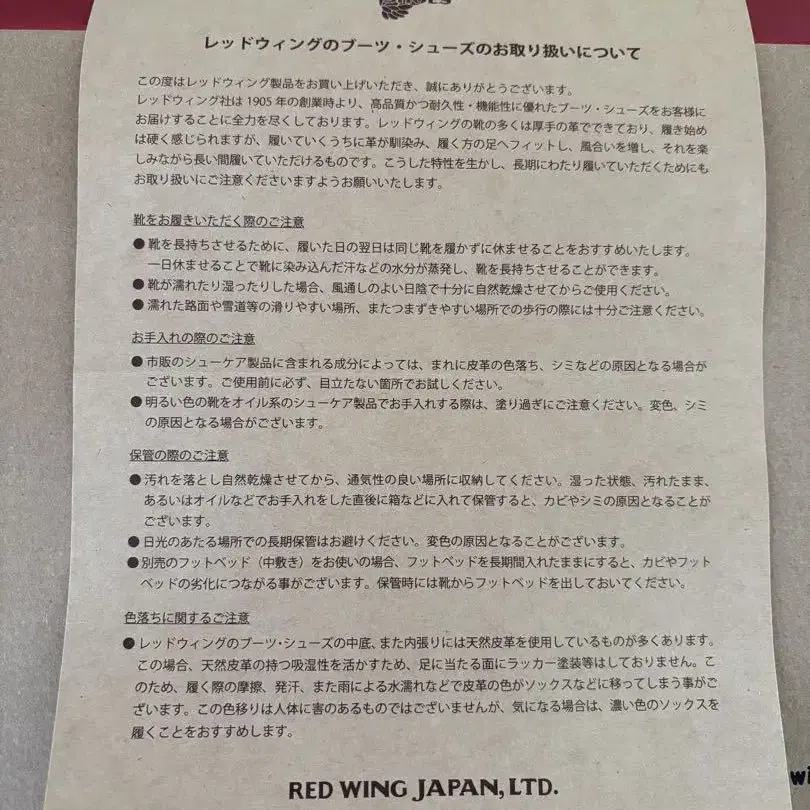 レッドウィングのブーツ・シューズのお取り扱いについて
この度はレッドウィング製品をお買い上げいただき、誠にありがとうございます。
レッドウィング社は1905年の創業時より、高品質かつ耐久性・機能性に優れたブーツ・シューズをお客様に
お届けすることに全力を尽くしております。レッドウィングの靴の多くは厚手の革でできており、履き始め
は硬く感じられますが、履いていくうちに革が馴染み、履く方の足へフィットし、風合いを増し、それを楽
しみながら長い間履いていただけるものです。こうした特性を生かし、長期にわたり履いていただくためにも
お取り扱いにご注意くださいますようお願いいたします。
靴をお履きいただく際のご注意
●靴を長持ちさせるために、履いた日の翌日は同じ靴を履かずに休ませることをおすすめいたします。
一日休ませることで靴に染み込んだ汗などの水分が蒸発し、靴を長持ちさせることができます。
●靴が濡れたり湿ったりした場合、風通しのよい日陰で十分に自然乾燥させてからご使用ください。
●濡れた路面や雪道等の滑りやすい場所、またつまずきやすい場所での歩行の際には十分ご注意ください。
お手入れの際のご注意
●市販のシューケア製品に含まれる成分によっては、まれに皮革の色落ち、シミなどの原因となる場合が
ございます。ご使用前に必ず、目立たない箇所でお試しください。
●明るい色の靴をオイル系のシューケア製品でお手入れする際は、塗り過ぎにご注意ください。変色、シミ
の原因となる場合がございます。
保管の際のご注意
●汚れを落とし自然乾燥させてから、通気性の良い場所に収納してください。湿った状態、汚れたまま、
あるいはオイルなどでお手入れをした直後に箱などに入れて保管すると、カビやシミの原因となることが
ございます。
●日光のあたる場所での長期保管はお避けください。変色の原因となることがございます。
●別売のフットベッド（中敷き）をお使いの場合、フットベッドを長期間入れたままにすると、カビやフット
ベッドの劣化につながる事がございます。保管時には靴からフットベッドを出しておいてください。
色落ちに関するご注意
●レッドウィングのブーツ・シューズの中底、また内張りには天然皮革を使用しているものが多くあります。
この場合、天然皮革の持つ吸湿性を活かすため、足に当たる面にラッカー塗装等はしておりません。こ
のため、履く際の摩擦、発汗、また雨による水濡れなどで皮革の色がソックスなどに移ってしまう事がご
ざいます。この色移りは人体に害のあるものではございませんが、気になる場合は、濃い色のソックスを
履くことをおすすめします。
RED WING JAPAN, LTD.